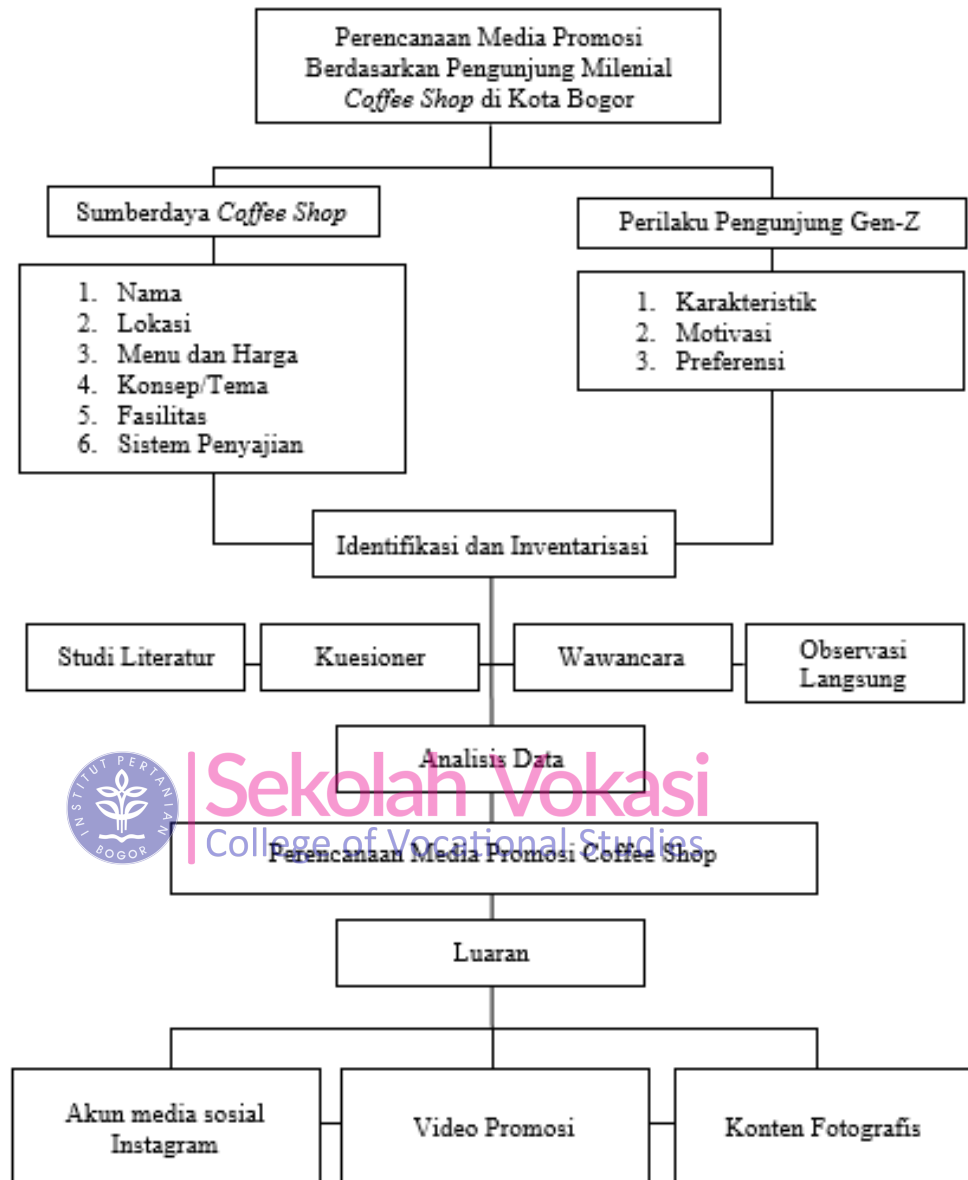 Perencanaan Media Promosi
Berdasarkan Pengunjung Milenial
Coffee Shop di Kota Bogor
Sumberdaya Coffee Shop
Perilaku Pengunjung Gen-Z
1. Nama
2. Lokasi
3. Menu dan Harga
4. Konsep/Tema
5. Fasilitas
6. Sistem Penyajian
1. Karakteristik
2. Motivasi
3. Preferensi
Identifikasi dan Inventarisasi
Studi Literatur
Kuesioner
Wawancara
Observasi
Langsung
Analisis Data
INSTITUT PERTANIAN
BOGOR
Sekolah Vokasi
College of Vocational Studies
Perencanaan Media Promosi Coffee Shop
Luaran
Akun media sosial
Instagram
Video Promosi
Konten Fotografis